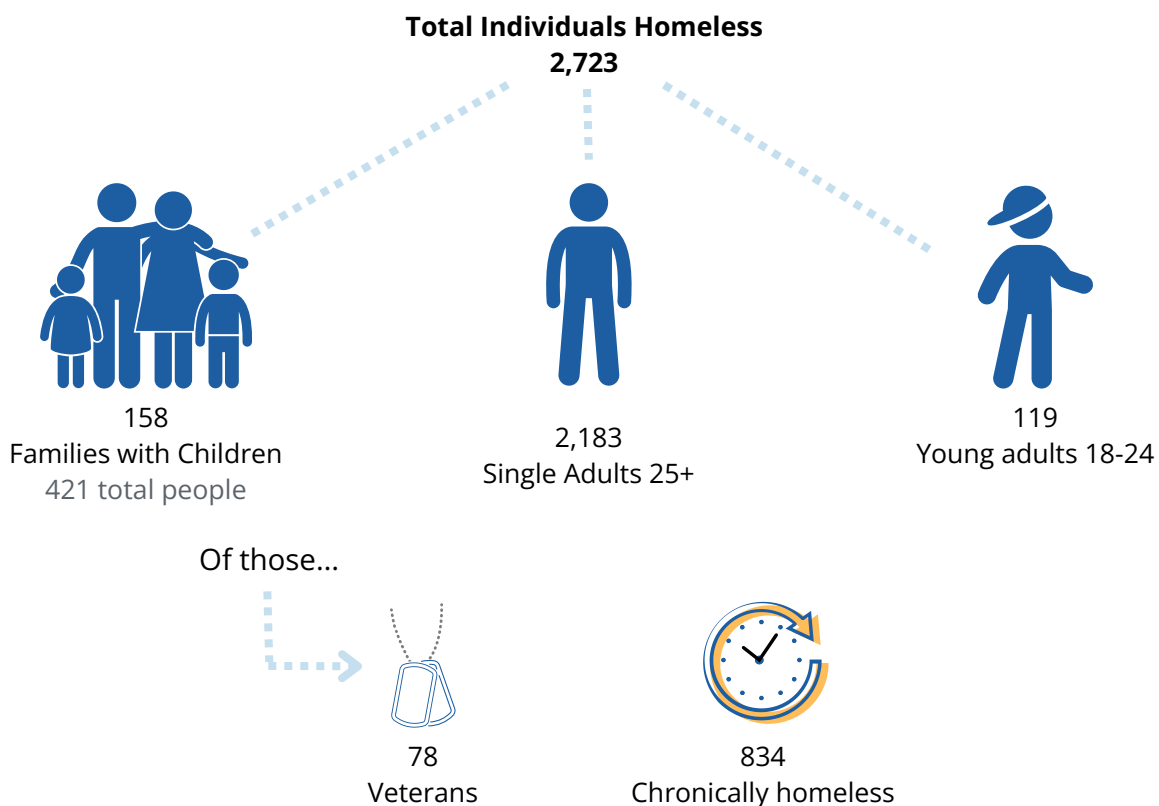 Total Individuals Homeless
2,723
158
Families with Children
421 total people
2,183
Single Adults 25+
119
Young adults 18-24
Of those...
78
Veterans
834
Chronically homeless